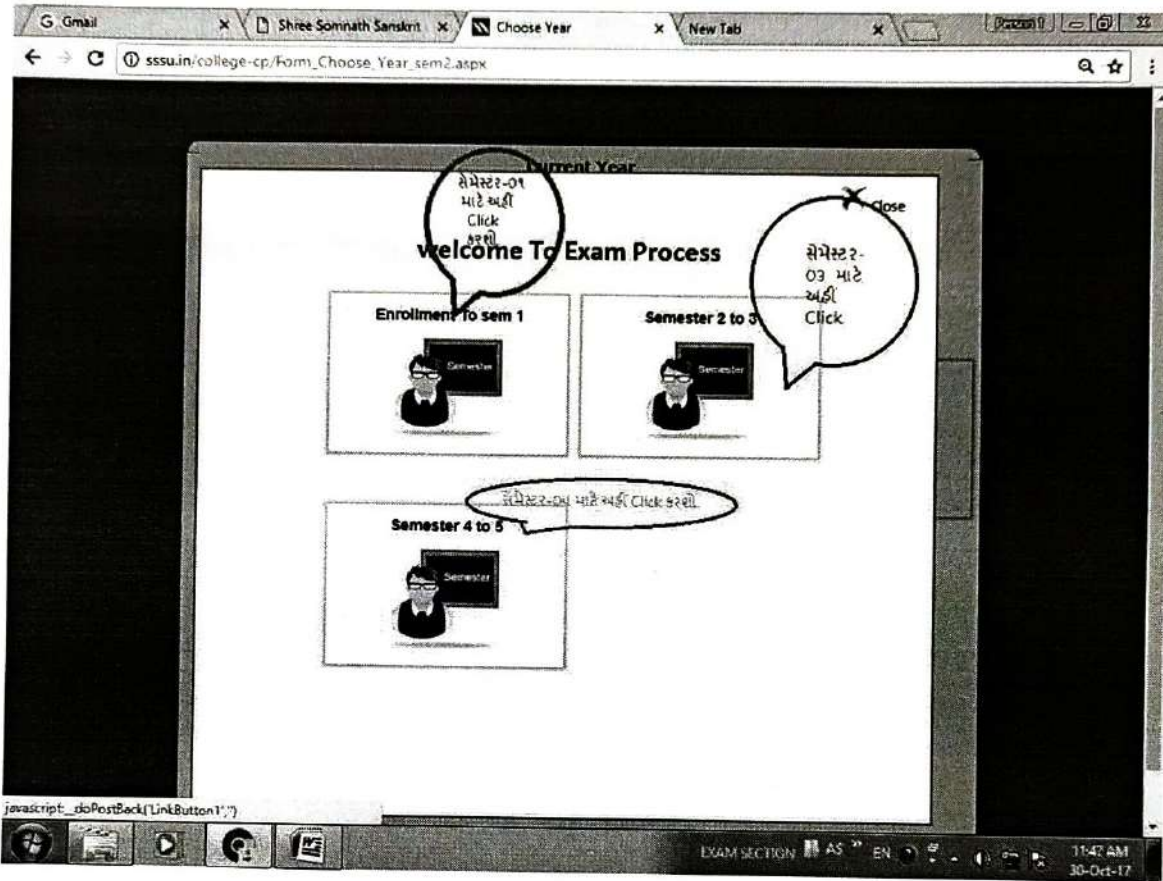 G Gmail
Shree Somnath Sanskrit
Choose Year
New Tab
sssu.in/college-cp/Form_Choose_Year_sem2.aspx
Current Year
સેમેસ્ટર-૦૧
માટે અહીં
Click
કરશો
Close
welcome To Exam Process
સેમેસ્ટર-
૦૩ માટે
અહીં
Click
Enrollment To sem 1
Semester 2 to 3
Semester
Semester
સેમેસ્ટર-૦૫ માટે અહીં Click કરશો
Semester 4 to 5
Semester
javascript:__doPostBack('LinkButton1','')
EXAM SECTION AS EN
11:47 AM
30-Oct-17